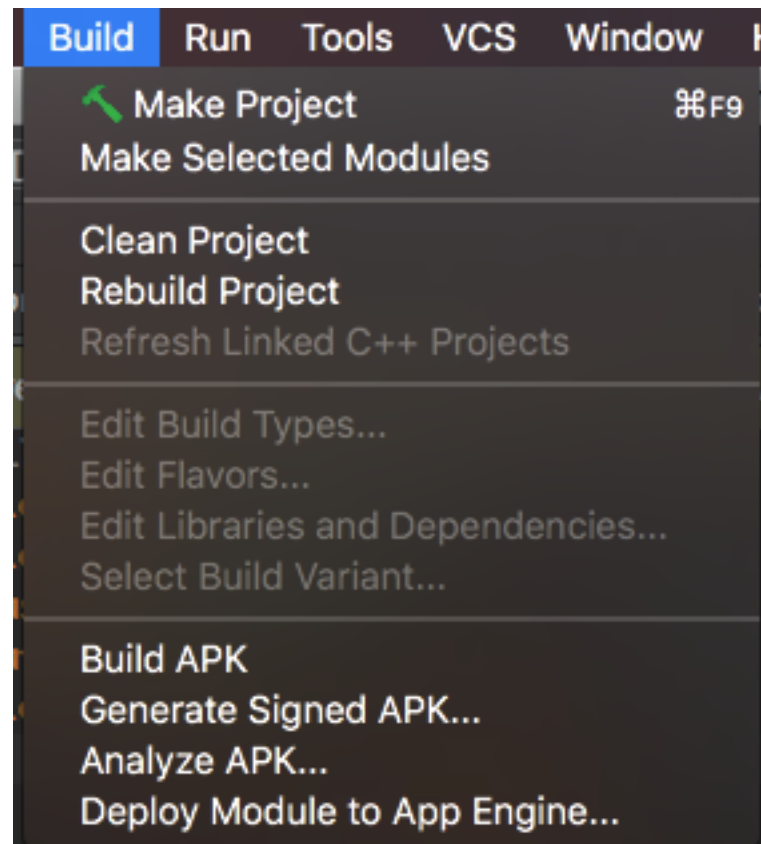 Build Run Tools VCS Window
Make Project ⌘F9
Make Selected Modules
Clean Project
Rebuild Project
Refresh Linked C++ Projects
Edit Build Types...
Edit Flavors...
Edit Libraries and Dependencies...
Select Build Variant...
Build APK
Generate Signed APK...
Analyze APK...
Deploy Module to App Engine...